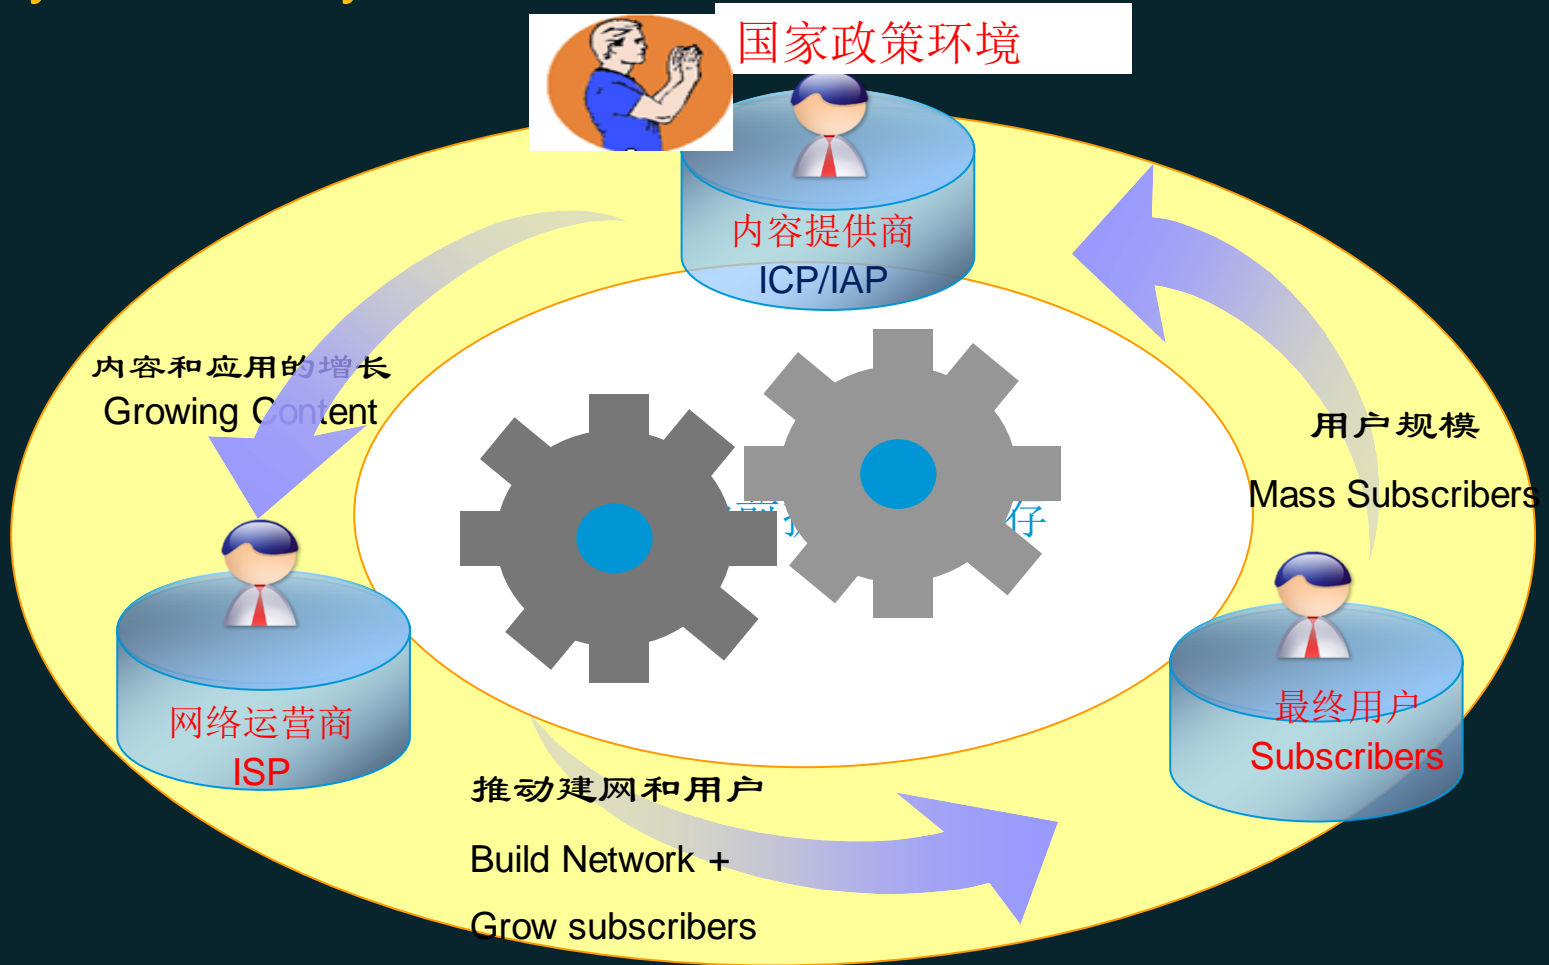 国家政策环境
内容提供商
ICP/IAP
内容和应用的增长
Growing Content
用户规模
Mass Subscribers
仔
网络运营商
ISP
最终用户
Subscribers
推动建网和用户
Build Network +
Grow subscribers